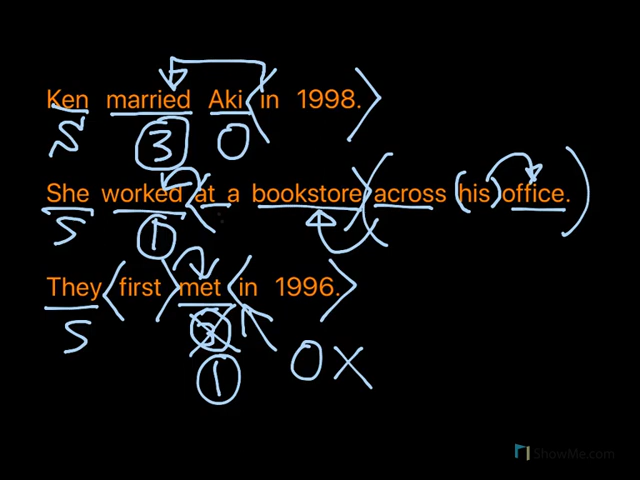 Ken married Aki in 1998.
S 3 O
She worked at a bookstore across his office.
S 1
They first met in 1996.
S 3
1 O X
ShowMe.com